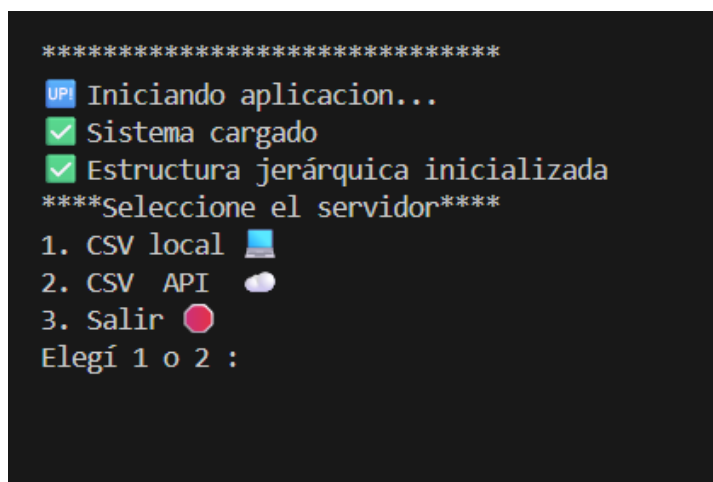 ******************************
🆙 Iniciando aplicacion...
✅ Sistema cargado
✅ Estructura jerárquica inicializada
****Seleccione el servidor****
1. CSV local 💻
2. CSV  API  ☁️
3. Salir 🛑
Elegí 1 o 2 :